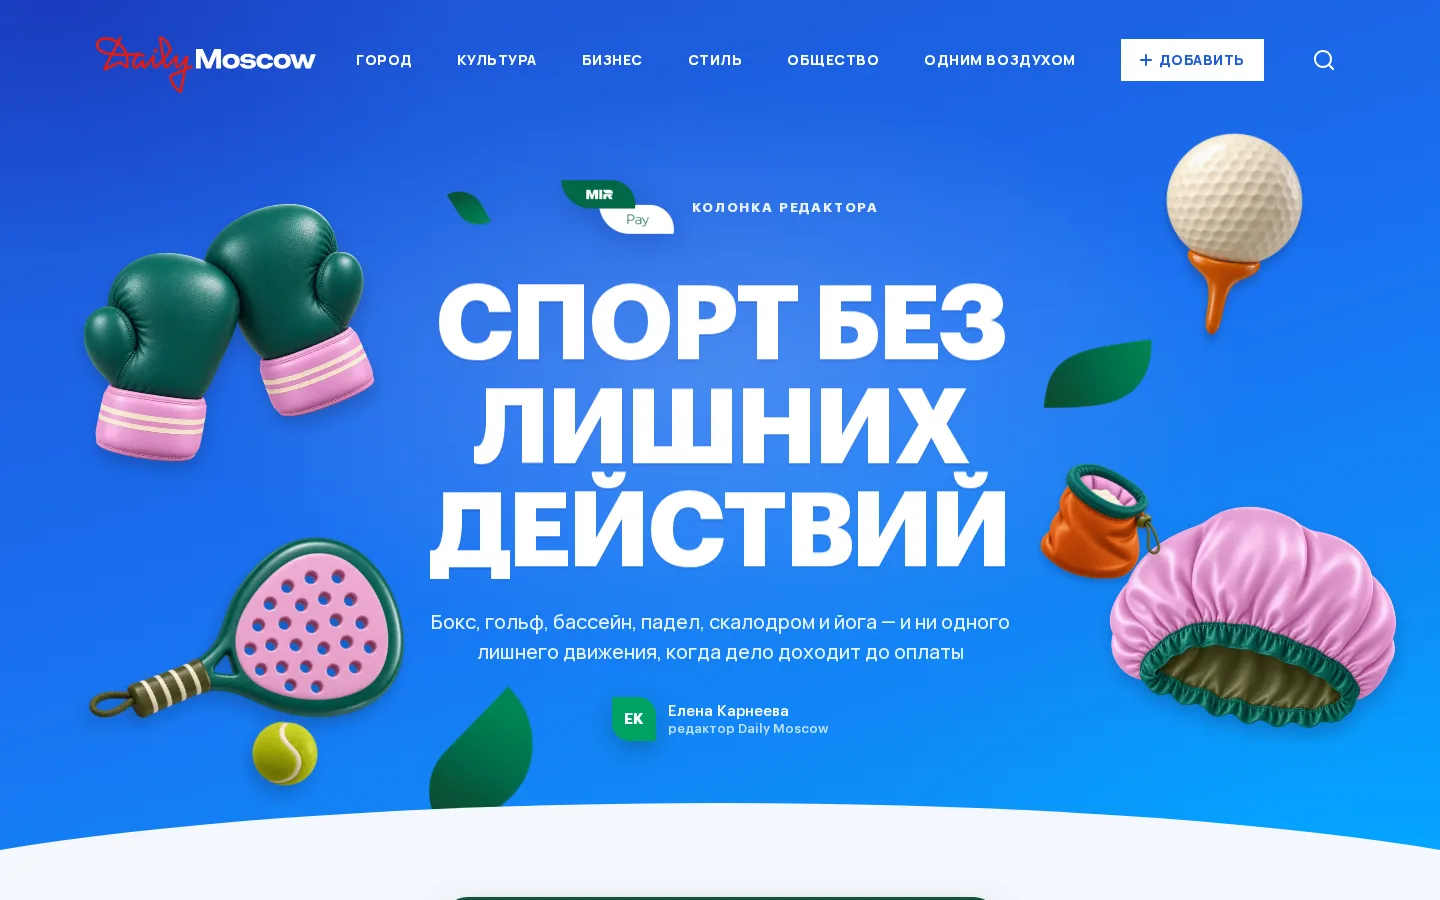 Daily Moscow
ГОРОД
КУЛЬТУРА
БИЗНЕС
СТИЛЬ
ОБЩЕСТВО
ОДНИМ ВОЗДУХОМ
+ ДОБАВИТЬ
MIR
Pay
КОЛОНКА РЕДАКТОРА
СПОРТ БЕЗ
ЛИШНИХ
ДЕЙСТВИЙ
Бокс, гольф, бассейн, падел, скалодром и йога — и ни одного
лишнего движения, когда дело доходит до оплаты
ЕК
Елена Карнеева
редактор Daily Moscow